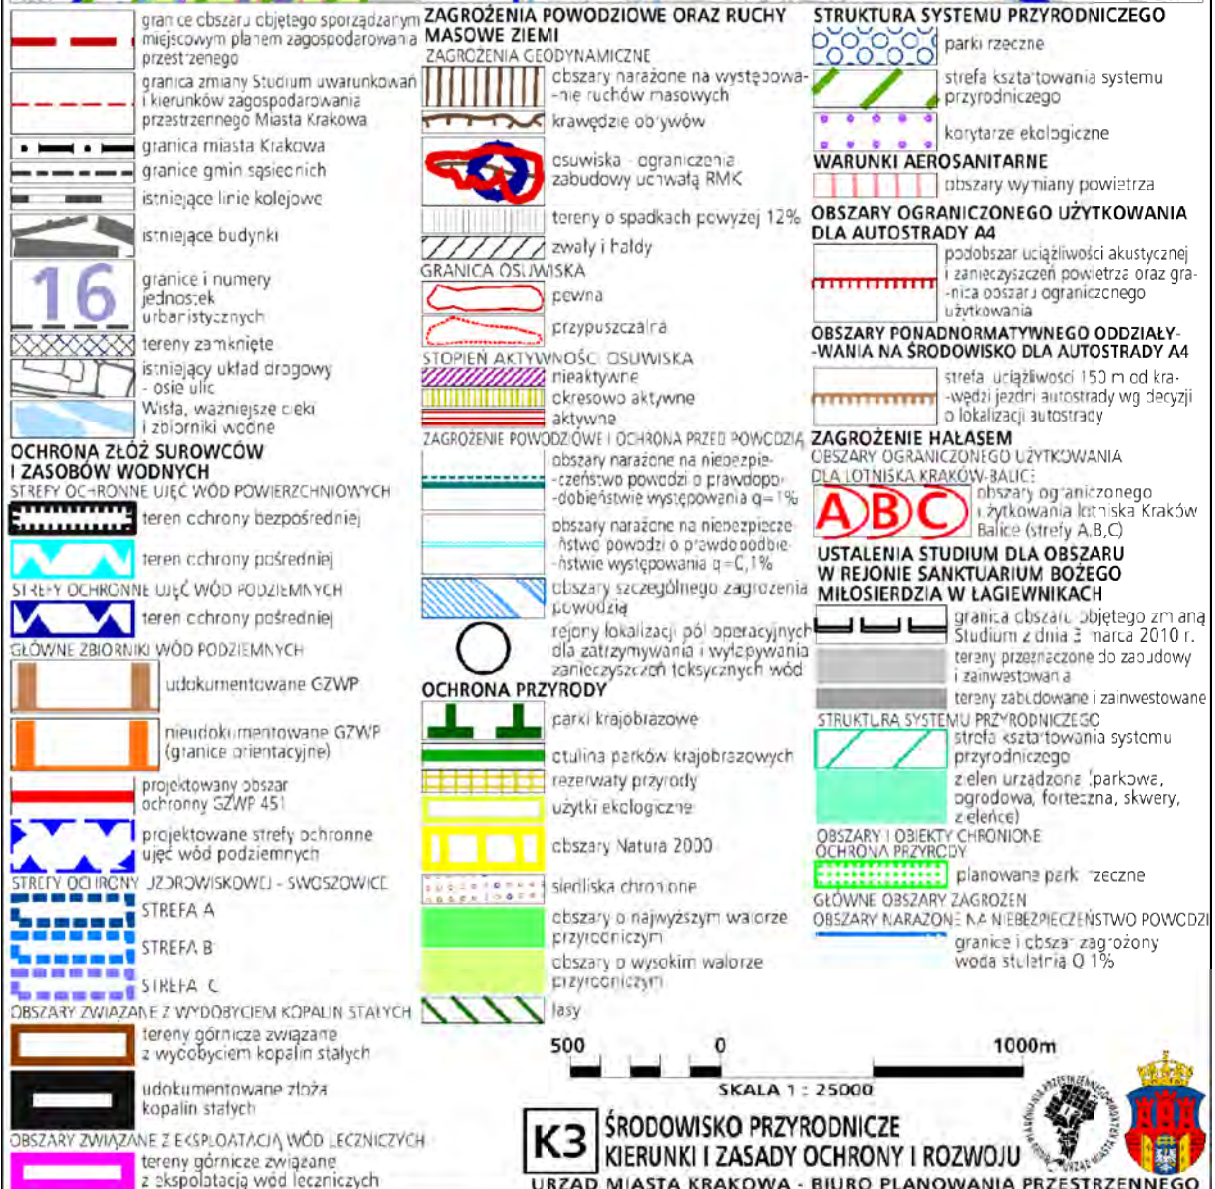 granice obszaru objętego sporządzanym
miejscowym planem zagospodarowania
przestrzenego
granica zmiany Studium uwarunkowań
i kierunków zagospodarowania
przestrzennego Miasta Krakowa
granica miasta Krakowa
granice gmin sąsiednich
istniejące linie kolejowe
istniejące budynki
16
granice i numery
jednostek
urbanistycznych
tereny zamknięte
istniejący układ drogowy
- osie ulic
Wisła, ważniejsze cieki
i zbiorniki wodne
OCHRONA ZŁÓŻ SUROWCÓW
I ZASOBÓW WODNYCH
STREFY OCHRONNE UJĘĆ WÓD POWIERZCHNIOWYCH
teren ochrony bezpośredniej
teren ochrony pośredniej
STREFY OCHRONNE UJĘĆ WÓD PODZIEMNYCH
teren ochrony pośredniej
GŁÓWNE ZBIORNIKI WÓD PODZIEMNYCH
udokumentowane GZWP
nieudokumentowane GZWP
(granice orientacyjne)
projektowany obszar
ochronny GZWP 451
projektowane strefy ochronne
ujęć wód podziemnych
STREFY OCHRONY UZDROWISKOWEJ - SWOSZOWICE
STREFA A
STREFA B
STREFA C
OBSZARY ZWIĄZANE Z WYDOBYCIEM KOPALIN STAŁYCH
tereny górnicze związane
z wydobyciem kopalin stałych
udokumentowane złoża
kopalin stałych
OBSZARY ZWIĄZANE Z EKSPLOATACJĄ WÓD LECZNICZYCH
tereny górnicze związane
z ekspolatacją wód leczniczych
ZAGROŻENIA POWODZIOWE ORAZ RUCHY
MASOWE ZIEMI
ZAGROŻENIA GEODYNAMICZNE
obszary narażone na występowa-
-nie ruchów masowych
krawędzie obrywów
osuwiska - ograniczenia
zabudowy uchwałą RMK
tereny o spadkach powyżej 12%
zwały i hałdy
GRANICA OSUWISKA
pewna
przypuszczalna
STOPIEŃ AKTYWNOŚCI OSUWISKA
nieaktywne
okresowo aktywne
aktywne
ZAGROŻENIE POWODZIOWE I OCHRONA PRZED POWODZIĄ
obszary narażone na niebezpie-
-czeństwo powodzi o prawdopo-
-dobieństwie występowania q=1%
obszary narażone na niebezpiecze-
-ństwo powodzi o prawdopodbie-
-ństwie występowania q=0,1%
obszary szczególnego zagrożenia
powodzią
rejony lokalizacji pól operacyjnych
dla zatrzymywania i wyłapywania
zanieczyszczeń toksycznych wód
OCHRONA PRZYRODY
parki krajobrazowe
otulina parków krajobrazowych
rezerwaty przyrody
użytki ekologiczne
obszary Natura 2000
siedliska chronione
obszary o najwyższym walorze
przyrodniczym
obszary o wysokim walorze
przyrodniczym
lasy
STRUKTURA SYSTEMU PRZYRODNICZEGO
parki rzeczne
strefa kształtowania systemu
przyrodniczego
korytarze ekologiczne
WARUNKI AEROSANITARNE
obszary wymiany powietrza
OBSZARY OGRANICZONEGO UŻYTKOWANIA
DLA AUTOSTRADY A4
podobszar uciążliwości akustycznej
i zanieczyszczeń powietrza oraz gra-
-nica obszaru ograniczonego
użytkowania
OBSZARY PONADNORMATYWNEGO ODDZIAŁY-
-WANIA NA ŚRODOWISKO DLA AUTOSTRADY A4
strefa uciążliwości 150 m od kra-
-wędzi jezdni autostrady wg decyzji
o lokalizacji autostrady
ZAGROŻENIE HAŁASEM
OBSZARY OGRANICZONEGO UŻYTKOWANIA
DLA LOTNISKA KRAKÓW-BALICE
A B C
obszary ograniczonego
użytkowania lotniska Kraków
Balice (strefy A,B,C)
USTALENIA STUDIUM DLA OBSZARU
W REJONIE SANKTUARIUM BOŻEGO
MIŁOSIERDZIA W ŁAGIEWNIKACH
granica obszaru objętego zmianą
Studium z dnia 3 marca 2010 r.
tereny przeznaczone do zabudowy
i zainwestowania
tereny zabudowane i zainwestowane
STRUKTURA SYSTEMU PRZYRODNICZEGO
strefa kształtowania systemu
przyrodniczego
zieleń urządzona (parkowa,
ogrodowa, forteczna, skwery,
zieleńce)
OBSZARY I OBIEKTY CHRONIONE
OCHRONA PRZYRODY
planowane parki rzeczne
GŁÓWNE OBSZARY ZAGROŻEŃ
OBSZARY NARAŻONE NA NIEBEZPIECZEŃSTWO POWODZI
granice i obszar zagrożony
woda stuletnią Q 1%
500 0 1000m
SKALA 1 : 25000
K3
ŚRODOWISKO PRZYRODNICZE
KIERUNKI I ZASADY OCHRONY I ROZWOJU
URZĄD MIASTA KRAKOWA - BIURO PLANOWANIA PRZESTRZENNEGO